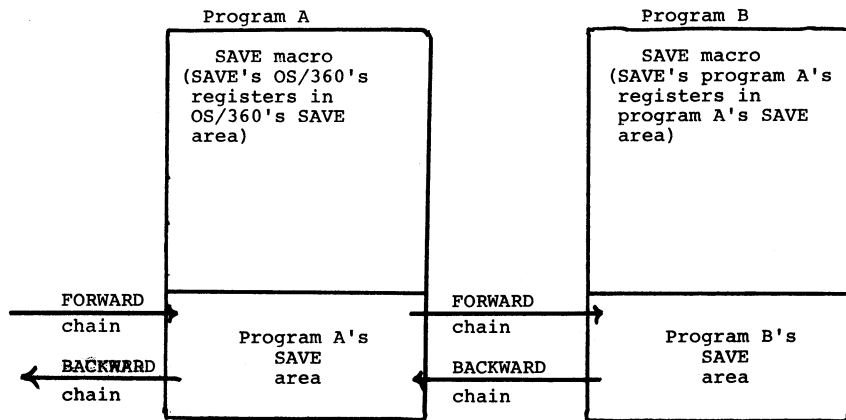 Program A
SAVE macro
(SAVE's OS/360's
registers in
OS/360's SAVE
area)
FORWARD
chain
BACKWARD
chain
Program A's
SAVE
area
FORWARD
chain
BACKWARD
chain
Program B
SAVE macro
(SAVE's program A's
registers in
program A's SAVE
area)
Program B's
SAVE
area